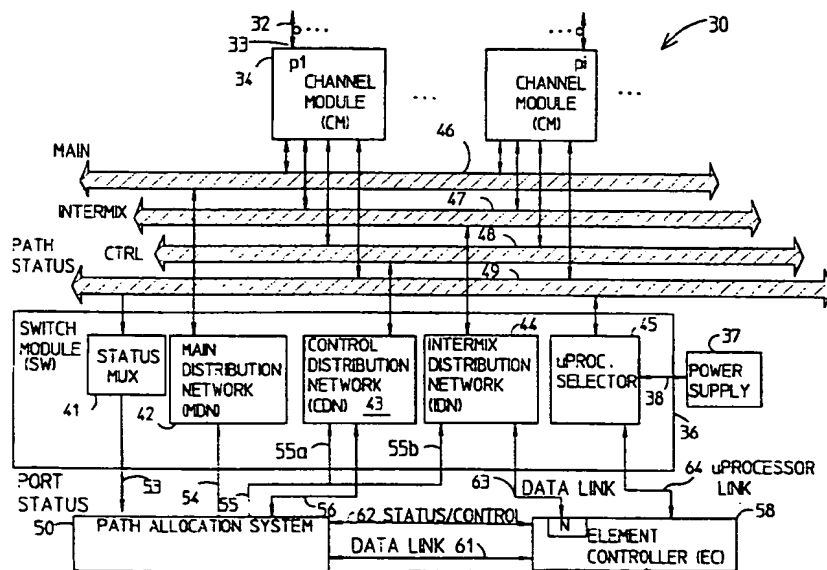 32
...
...
30
33
34
p1
CHANNEL
MODULE
(CM)
...
pi
CHANNEL
MODULE
(CM)
...
MAIN
46
INTERMIX
47
CTRL
48
PATH
STATUS
49
SWITCH
MODULE
(SW)
STATUS
MUX
41
MAIN
DISTRIBUTION
NETWORK
(MDN)
42
CONTROL
DISTRIBUTION
NETWORK
(CDN) 43
INTERMIX
DISTRIBUTION
NETWORK (IDN)
44
uPROC.
SELECTOR
45
37
POWER
SUPPLY
38
36
55a
55b
PORT
STATUS
53
54
55
56
63
DATA LINK
64 uPROCESSOR
LINK
50
PATH ALLOCATION SYSTEM
62 STATUS/CONTROL
DATA LINK 61
N
ELEMENT
CONTROLLER (EC)
58